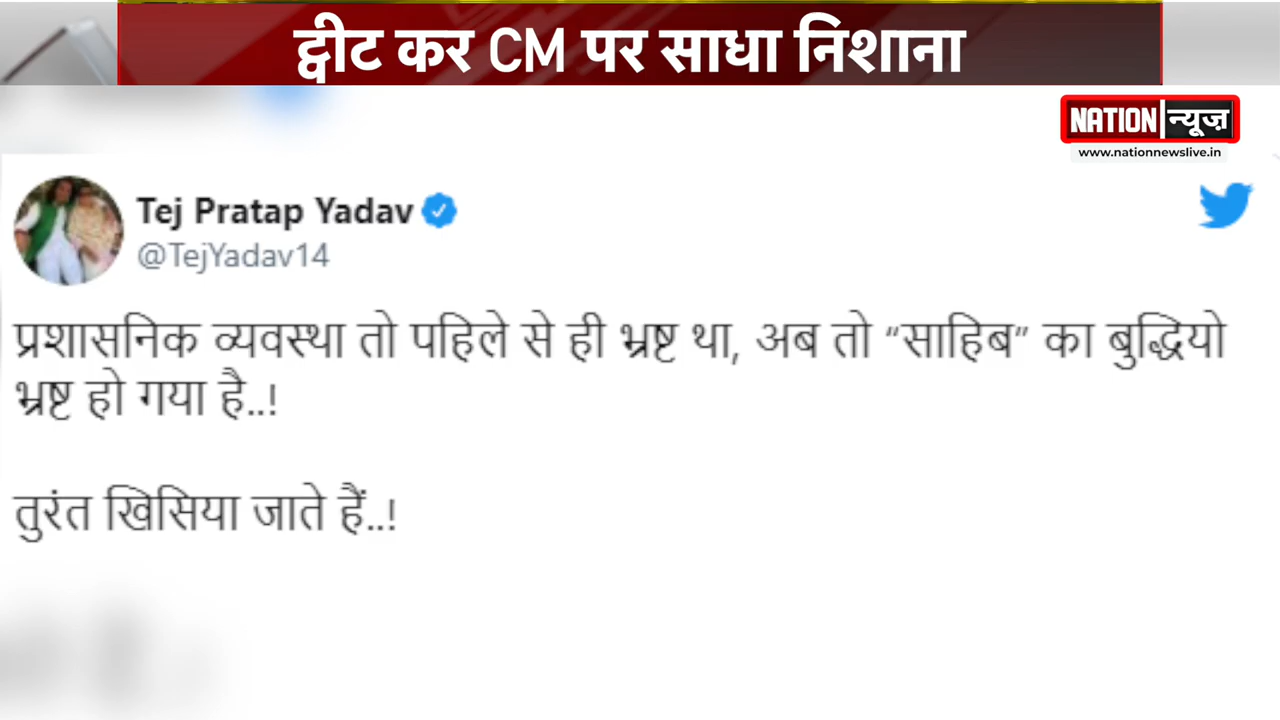 ट्वीट कर CM पर साधा निशाना
NATION न्यूज़
www.nationnewslive.in
Tej Pratap Yadav
@TejYadav14
प्रशासनिक व्यवस्था तो पहिले से ही भ्रष्ट था, अब तो “साहिब” का बुद्धियो
भ्रष्ट हो गया है..!
तुरंत खिसिया जाते हैं..!